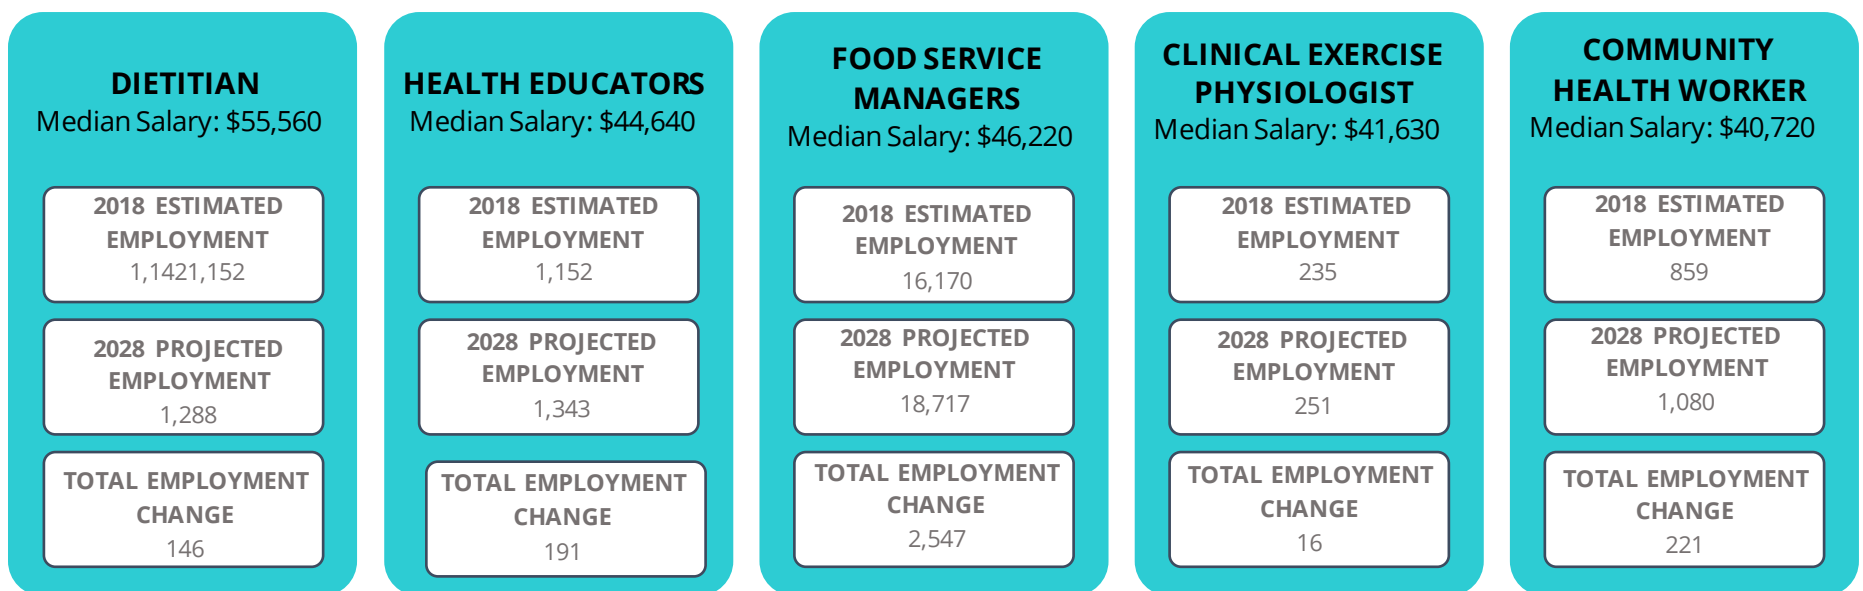 DIETITIAN
Median Salary: $55,560
2018 ESTIMATED
EMPLOYMENT
1,1421,152
2028 PROJECTED
EMPLOYMENT
1,288
TOTAL EMPLOYMENT
CHANGE
146
HEALTH EDUCATORS
Median Salary: $44,640
2018 ESTIMATED
EMPLOYMENT
1,152
2028 PROJECTED
EMPLOYMENT
1,343
TOTAL EMPLOYMENT
CHANGE
191
FOOD SERVICE
MANAGERS
Median Salary: $46,220
2018 ESTIMATED
EMPLOYMENT
16,170
2028 PROJECTED
EMPLOYMENT
18,717
TOTAL EMPLOYMENT
CHANGE
2,547
CLINICAL EXERCISE
PHYSIOLOGIST
Median Salary: $41,630
2018 ESTIMATED
EMPLOYMENT
235
2028 PROJECTED
EMPLOYMENT
251
TOTAL EMPLOYMENT
CHANGE
16
COMMUNITY
HEALTH WORKER
Median Salary: $40,720
2018 ESTIMATED
EMPLOYMENT
859
2028 PROJECTED
EMPLOYMENT
1,080
TOTAL EMPLOYMENT
CHANGE
221